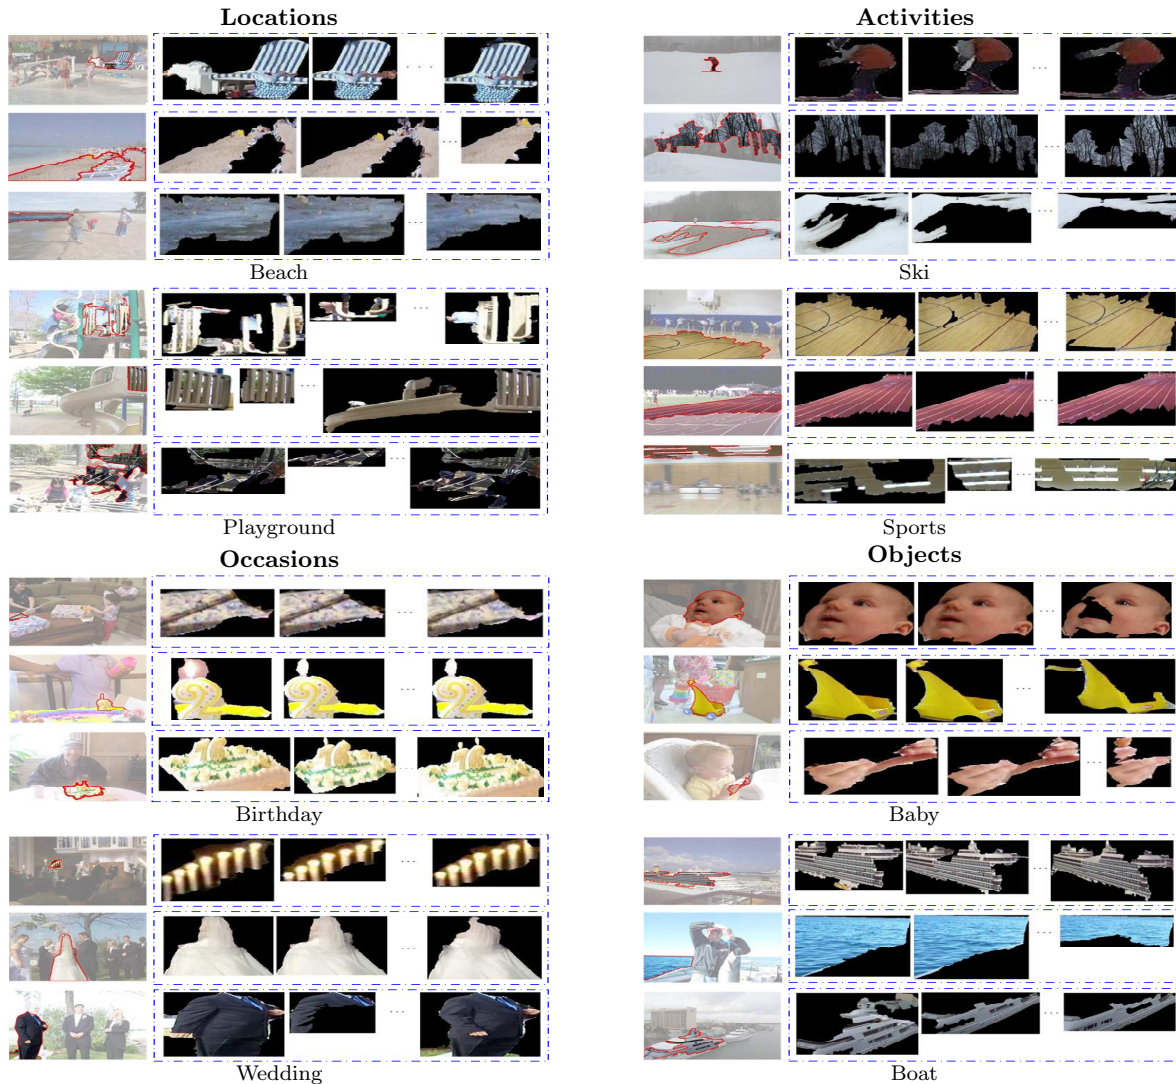 Locations
Activities
Beach
Ski
Playground
Sports
Occasions
Objects
Birthday
Baby
Wedding
Boat